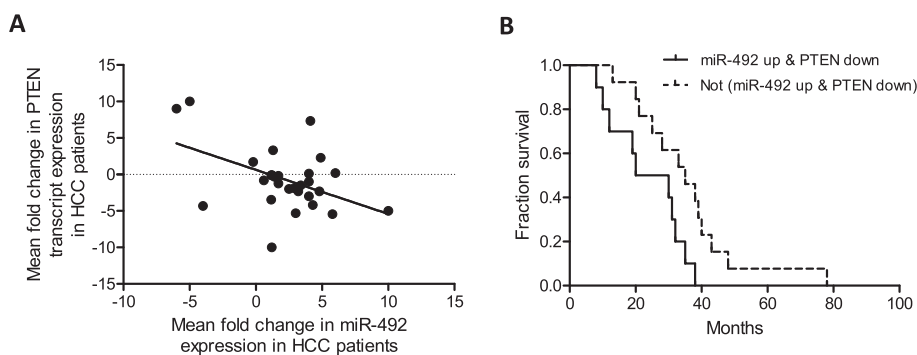 A
15
10
5
0
-5
-10
-15
-10
-5
0
5
10
15
Mean fold change in PTEN
transcript expression
in HCC patients
Mean fold change in miR-492
expression in HCC patients
B
miR-492 up & PTEN down
Not (miR-492 up & PTEN down)
1.0
0.8
0.6
0.4
0.2
0.0
0
20
40
60
80
100
Fraction survival
Months